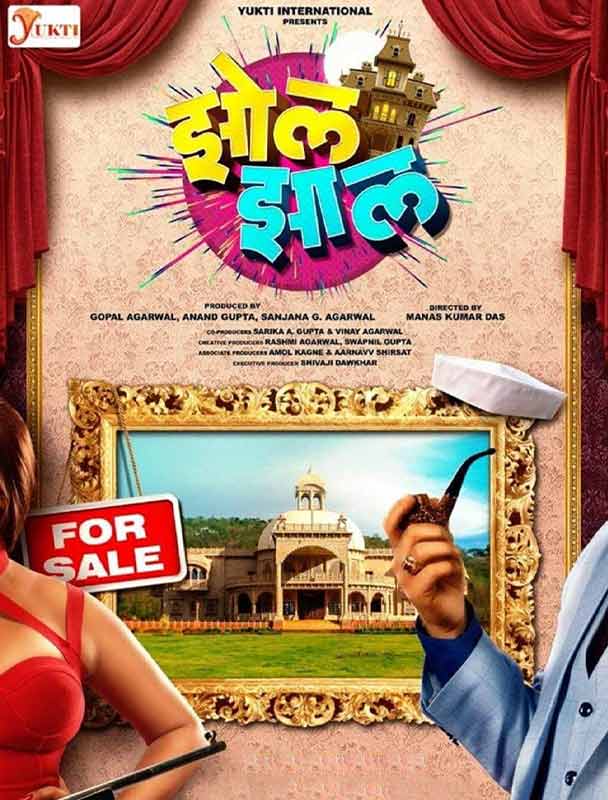 YUKTI
YUKTI INTERNATIONAL
PRESENTS
झोल
झाल
PRODUCED BY
GOPAL AGARWAL, ANAND GUPTA, SANJANA G. AGARWAL
DIRECTED BY
MANAS KUMAR DAS
CO-PRODUCERS SARIKA A. GUPTA & VINAY AGARWAL
CREATIVE PRODUCERS RASHMI AGARWAL, SWAPNIL GUPTA
ASSOCIATE PRODUCERS AMOL KAGNE & AARNAVV SHIRSAT
EXECUTIVE PRODUCER SHIVAJI DAWKHAR
FOR
SALE